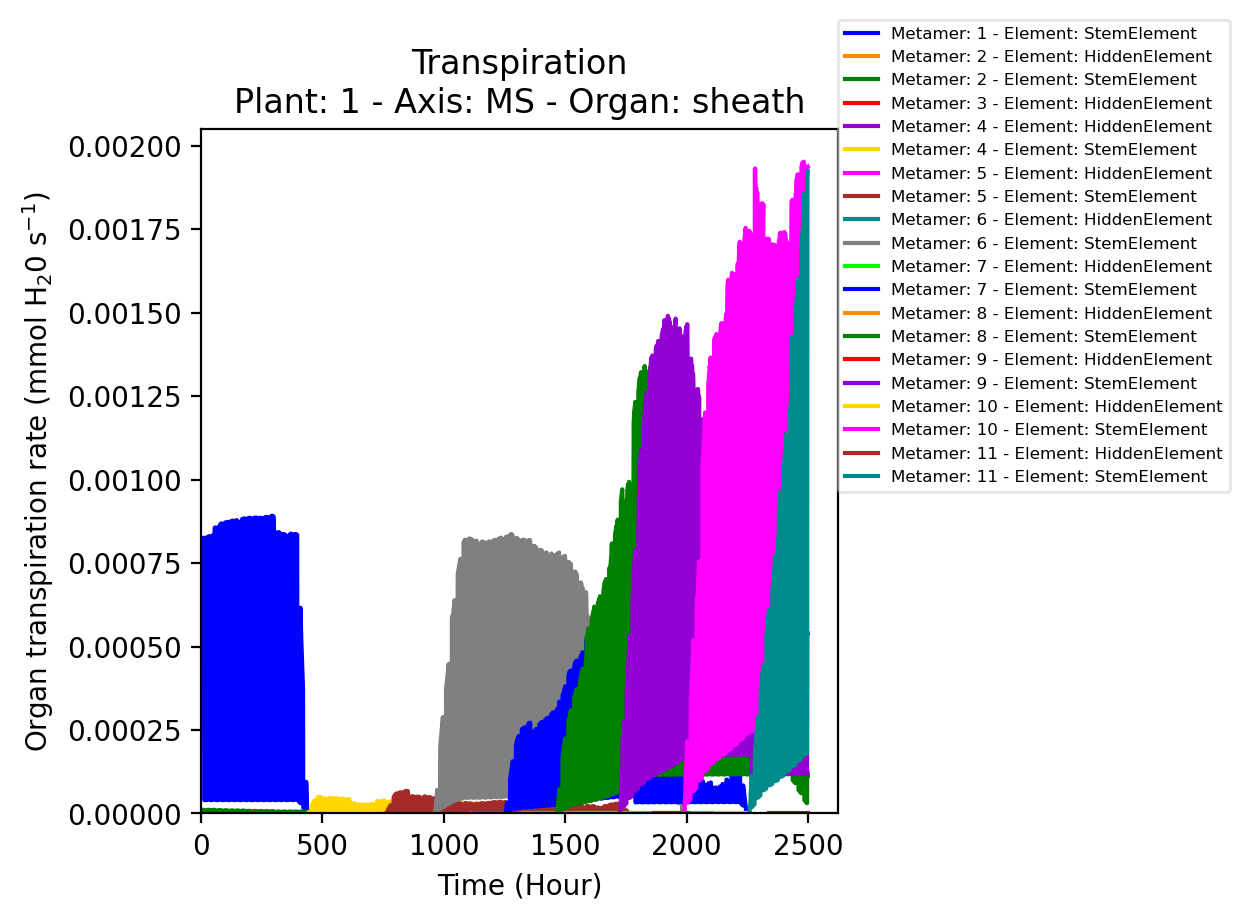 Transpiration
Plant: 1 - Axis: MS - Organ: sheath
Organ transpiration rate (mmol H₂0 s⁻¹)
0.00200
0.00175
0.00150
0.00125
0.00100
0.00075
0.00050
0.00025
0.00000
0 500 1000 1500 2000 2500
Time (Hour)
Metamer: 1 - Element: StemElement
Metamer: 2 - Element: HiddenElement
Metamer: 2 - Element: StemElement
Metamer: 3 - Element: HiddenElement
Metamer: 4 - Element: HiddenElement
Metamer: 4 - Element: StemElement
Metamer: 5 - Element: HiddenElement
Metamer: 5 - Element: StemElement
Metamer: 6 - Element: HiddenElement
Metamer: 6 - Element: StemElement
Metamer: 7 - Element: HiddenElement
Metamer: 7 - Element: StemElement
Metamer: 8 - Element: HiddenElement
Metamer: 8 - Element: StemElement
Metamer: 9 - Element: HiddenElement
Metamer: 9 - Element: StemElement
Metamer: 10 - Element: HiddenElement
Metamer: 10 - Element: StemElement
Metamer: 11 - Element: HiddenElement
Metamer: 11 - Element: StemElement